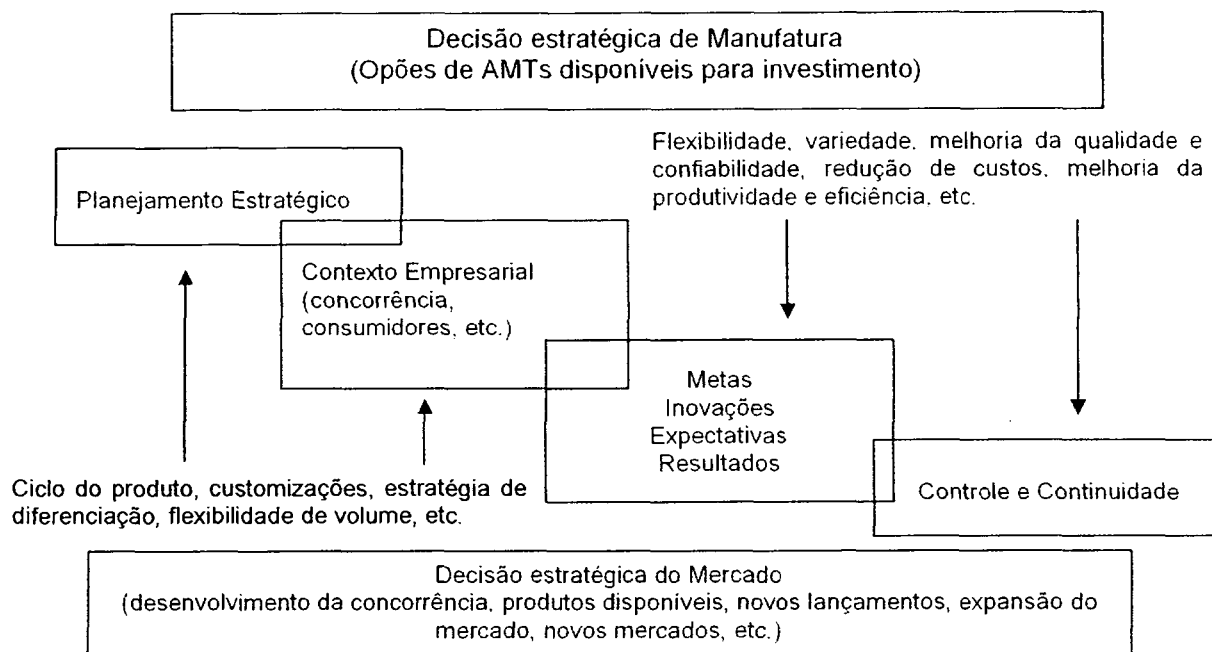 Decisão estratégica de Manufatura
(Opões de AMTs disponíveis para investimento)
Flexibilidade, variedade, melhoria da qualidade e
confiabilidade, redução de custos, melhoria da
produtividade e eficiência, etc.
Planejamento Estratégico
Contexto Empresarial
(concorrência,
consumidores, etc.)
Metas
Inovações
Expectativas
Resultados
Ciclo do produto, customizações, estratégia de
diferenciação, flexibilidade de volume, etc.
Controle e Continuidade
Decisão estratégica do Mercado
(desenvolvimento da concorrência, produtos disponíveis, novos lançamentos, expansão do
mercado, novos mercados, etc.)